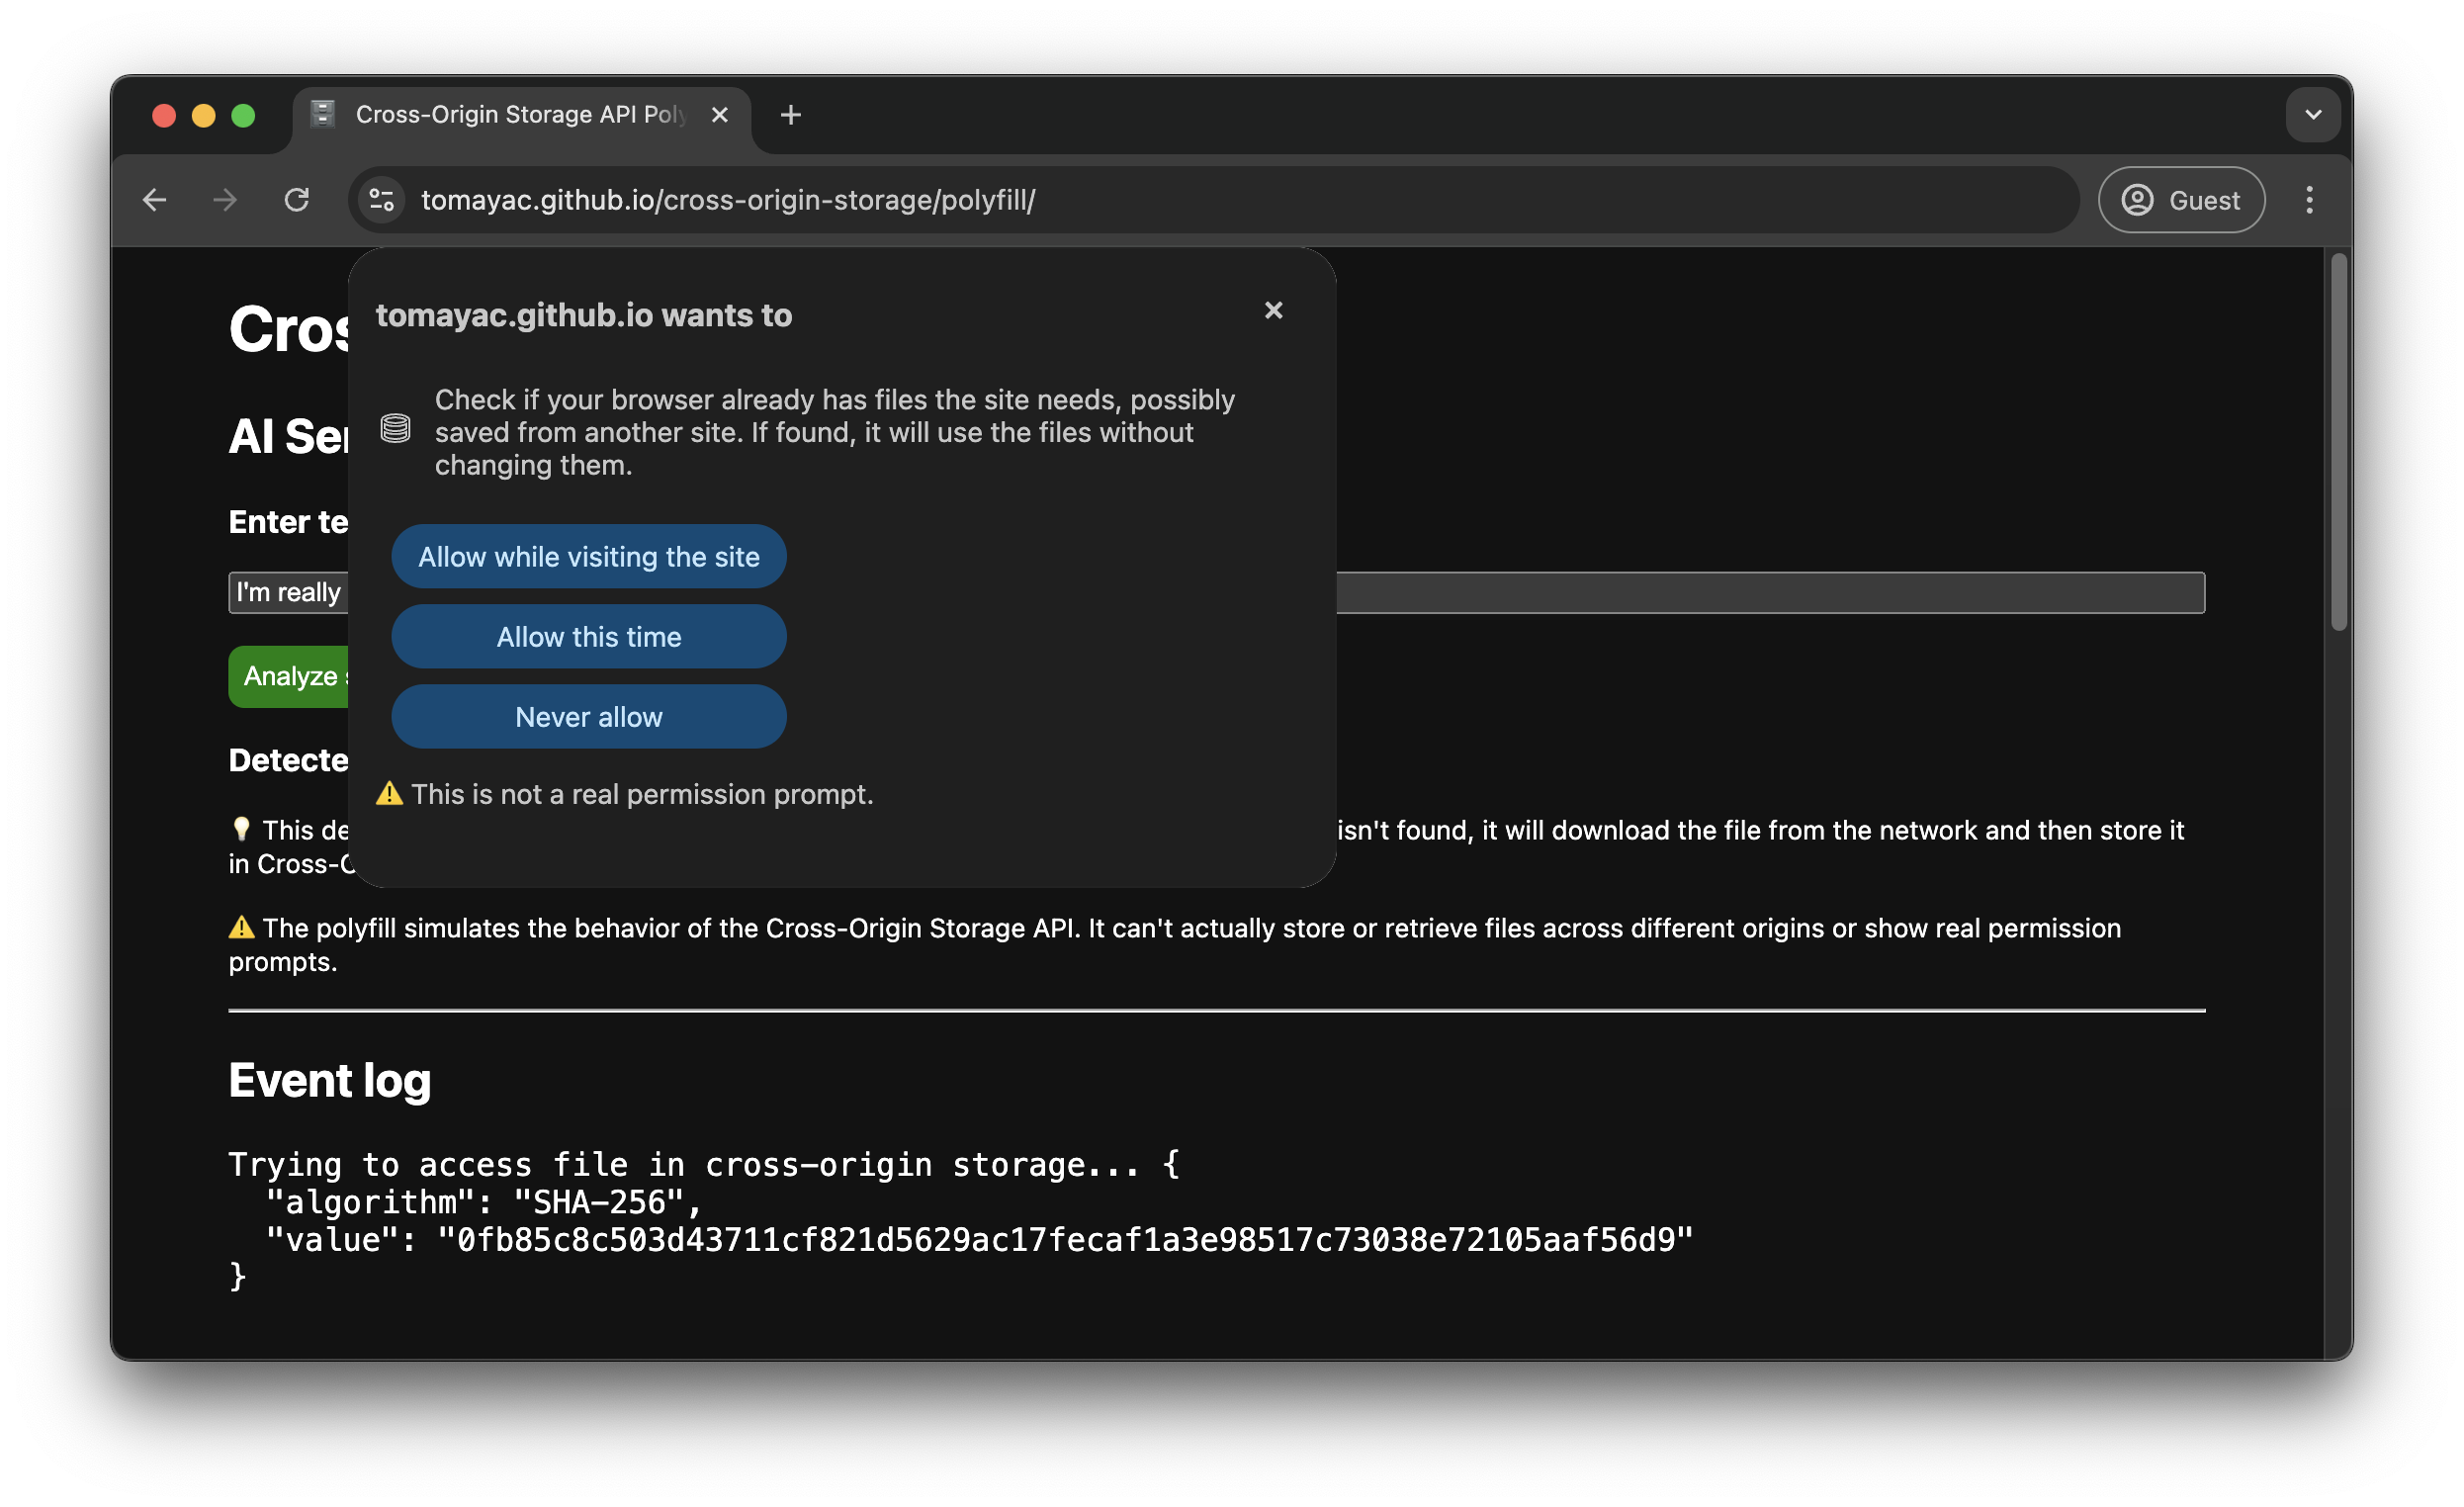 Cross-Origin Storage API Poly
tomayac.github.io/cross-origin-storage/polyfill/
Guest
tomayac.github.io wants to
Check if your browser already has files the site needs, possibly
saved from another site. If found, it will use the files without
changing them.
Allow while visiting the site
Allow this time
Never allow
⚠️ This is not a real permission prompt.
Cros
AI Se
Enter te
I'm really
Analyze
Detecte
💡 This de
isn't found, it will download the file from the network and then store it
in Cross-O
⚠️ The polyfill simulates the behavior of the Cross-Origin Storage API. It can't actually store or retrieve files across different origins or show real permission
prompts.
Event log
Trying to access file in cross-origin storage... {
"algorithm": "SHA-256",
"value": "0fb85c8c503d43711cf821d5629ac17fecaf1a3e98517c73038e72105aaf56d9"
}